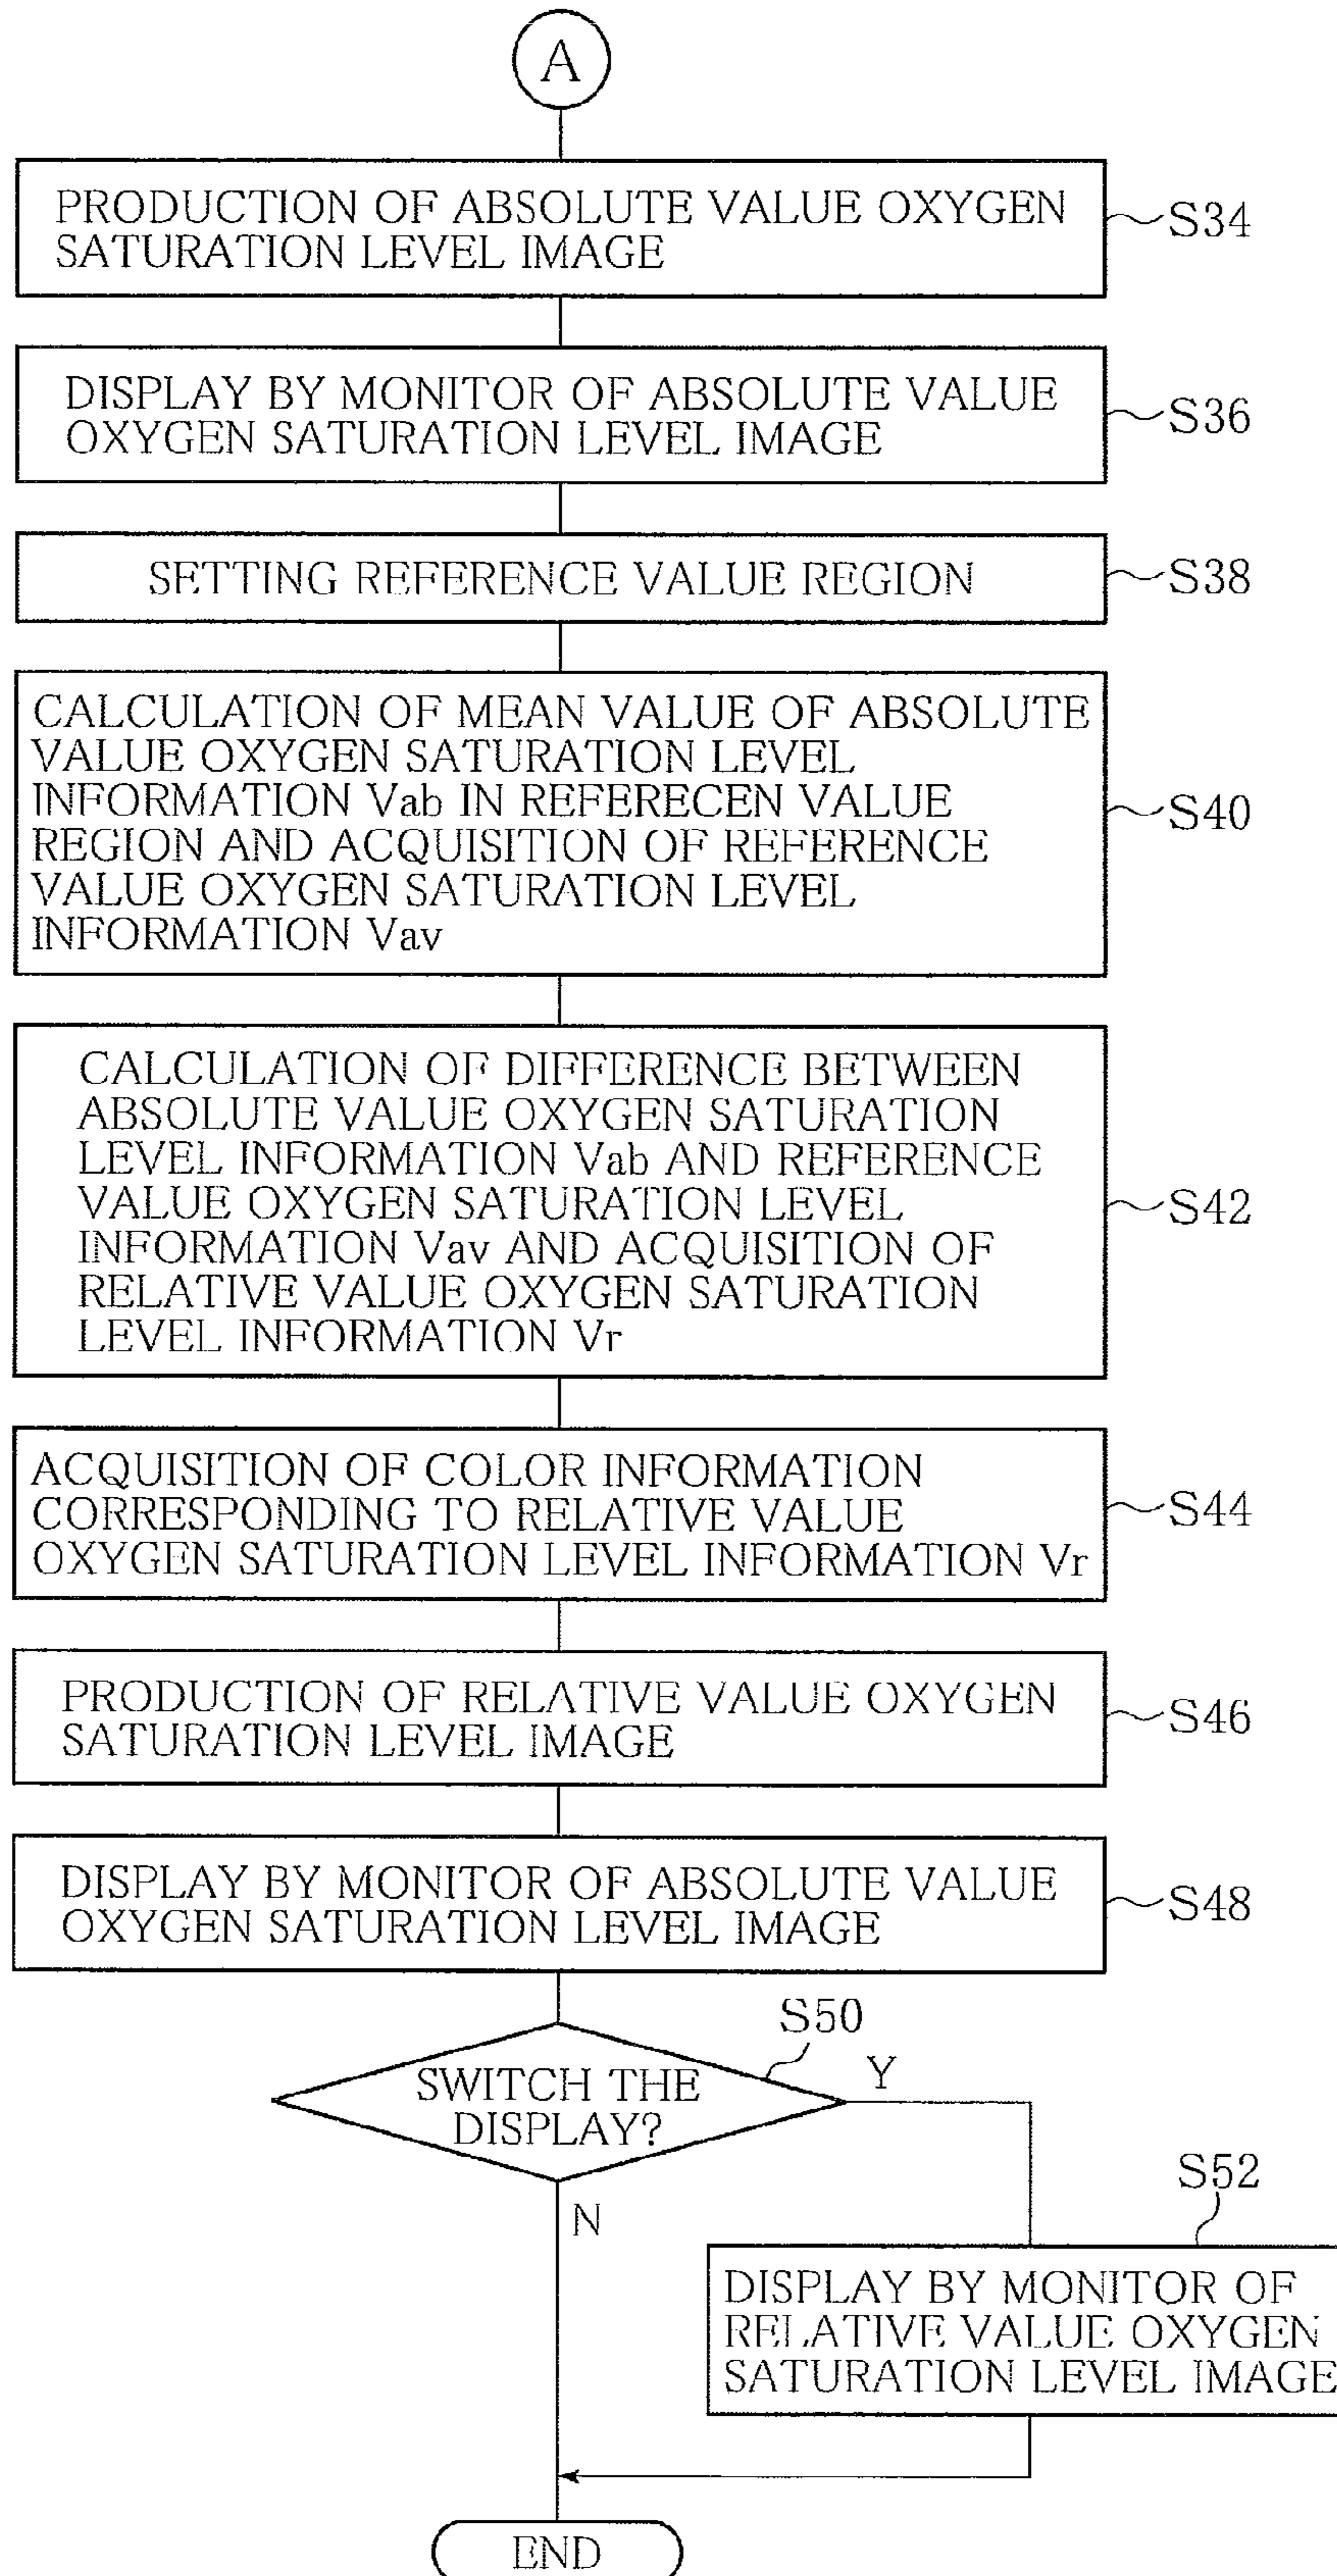 A
PRODUCTION OF ABSOLUTE VALUE OXYGEN
SATURATION LEVEL IMAGE
S34
DISPLAY BY MONITOR OF ABSOLUTE VALUE
OXYGEN SATURATION LEVEL IMAGE
S36
SETTING REFERENCE VALUE REGION
S38
CALCULATION OF MEAN VALUE OF ABSOLUTE
VALUE OXYGEN SATURATION LEVEL
INFORMATION Vab IN REFERECEN VALUE
REGION AND ACQUISITION OF REFERENCE
VALUE OXYGEN SATURATION LEVEL
INFORMATION Vav
S40
CALCULATION OF DIFFERENCE BETWEEN
ABSOLUTE VALUE OXYGEN SATURATION
LEVEL INFORMATION Vab AND REFERENCE
VALUE OXYGEN SATURATION LEVEL
INFORMATION Vav AND ACQUISITION OF
RELATIVE VALUE OXYGEN SATURATION
LEVEL INFORMATION Vr
S42
ACQUISITION OF COLOR INFORMATION
CORRESPONDING TO RELATIVE VALUE
OXYGEN SATURATION LEVEL INFORMATION Vr
S44
PRODUCTION OF RELATIVE VALUE OXYGEN
SATURATION LEVEL IMAGE
S46
DISPLAY BY MONITOR OF ABSOLUTE VALUE
OXYGEN SATURATION LEVEL IMAGE
S48
S50
SWITCH THE
DISPLAY?
Y
N
S52
DISPLAY BY MONITOR OF
RELATIVE VALUE OXYGEN
SATURATION LEVEL IMAGE
END